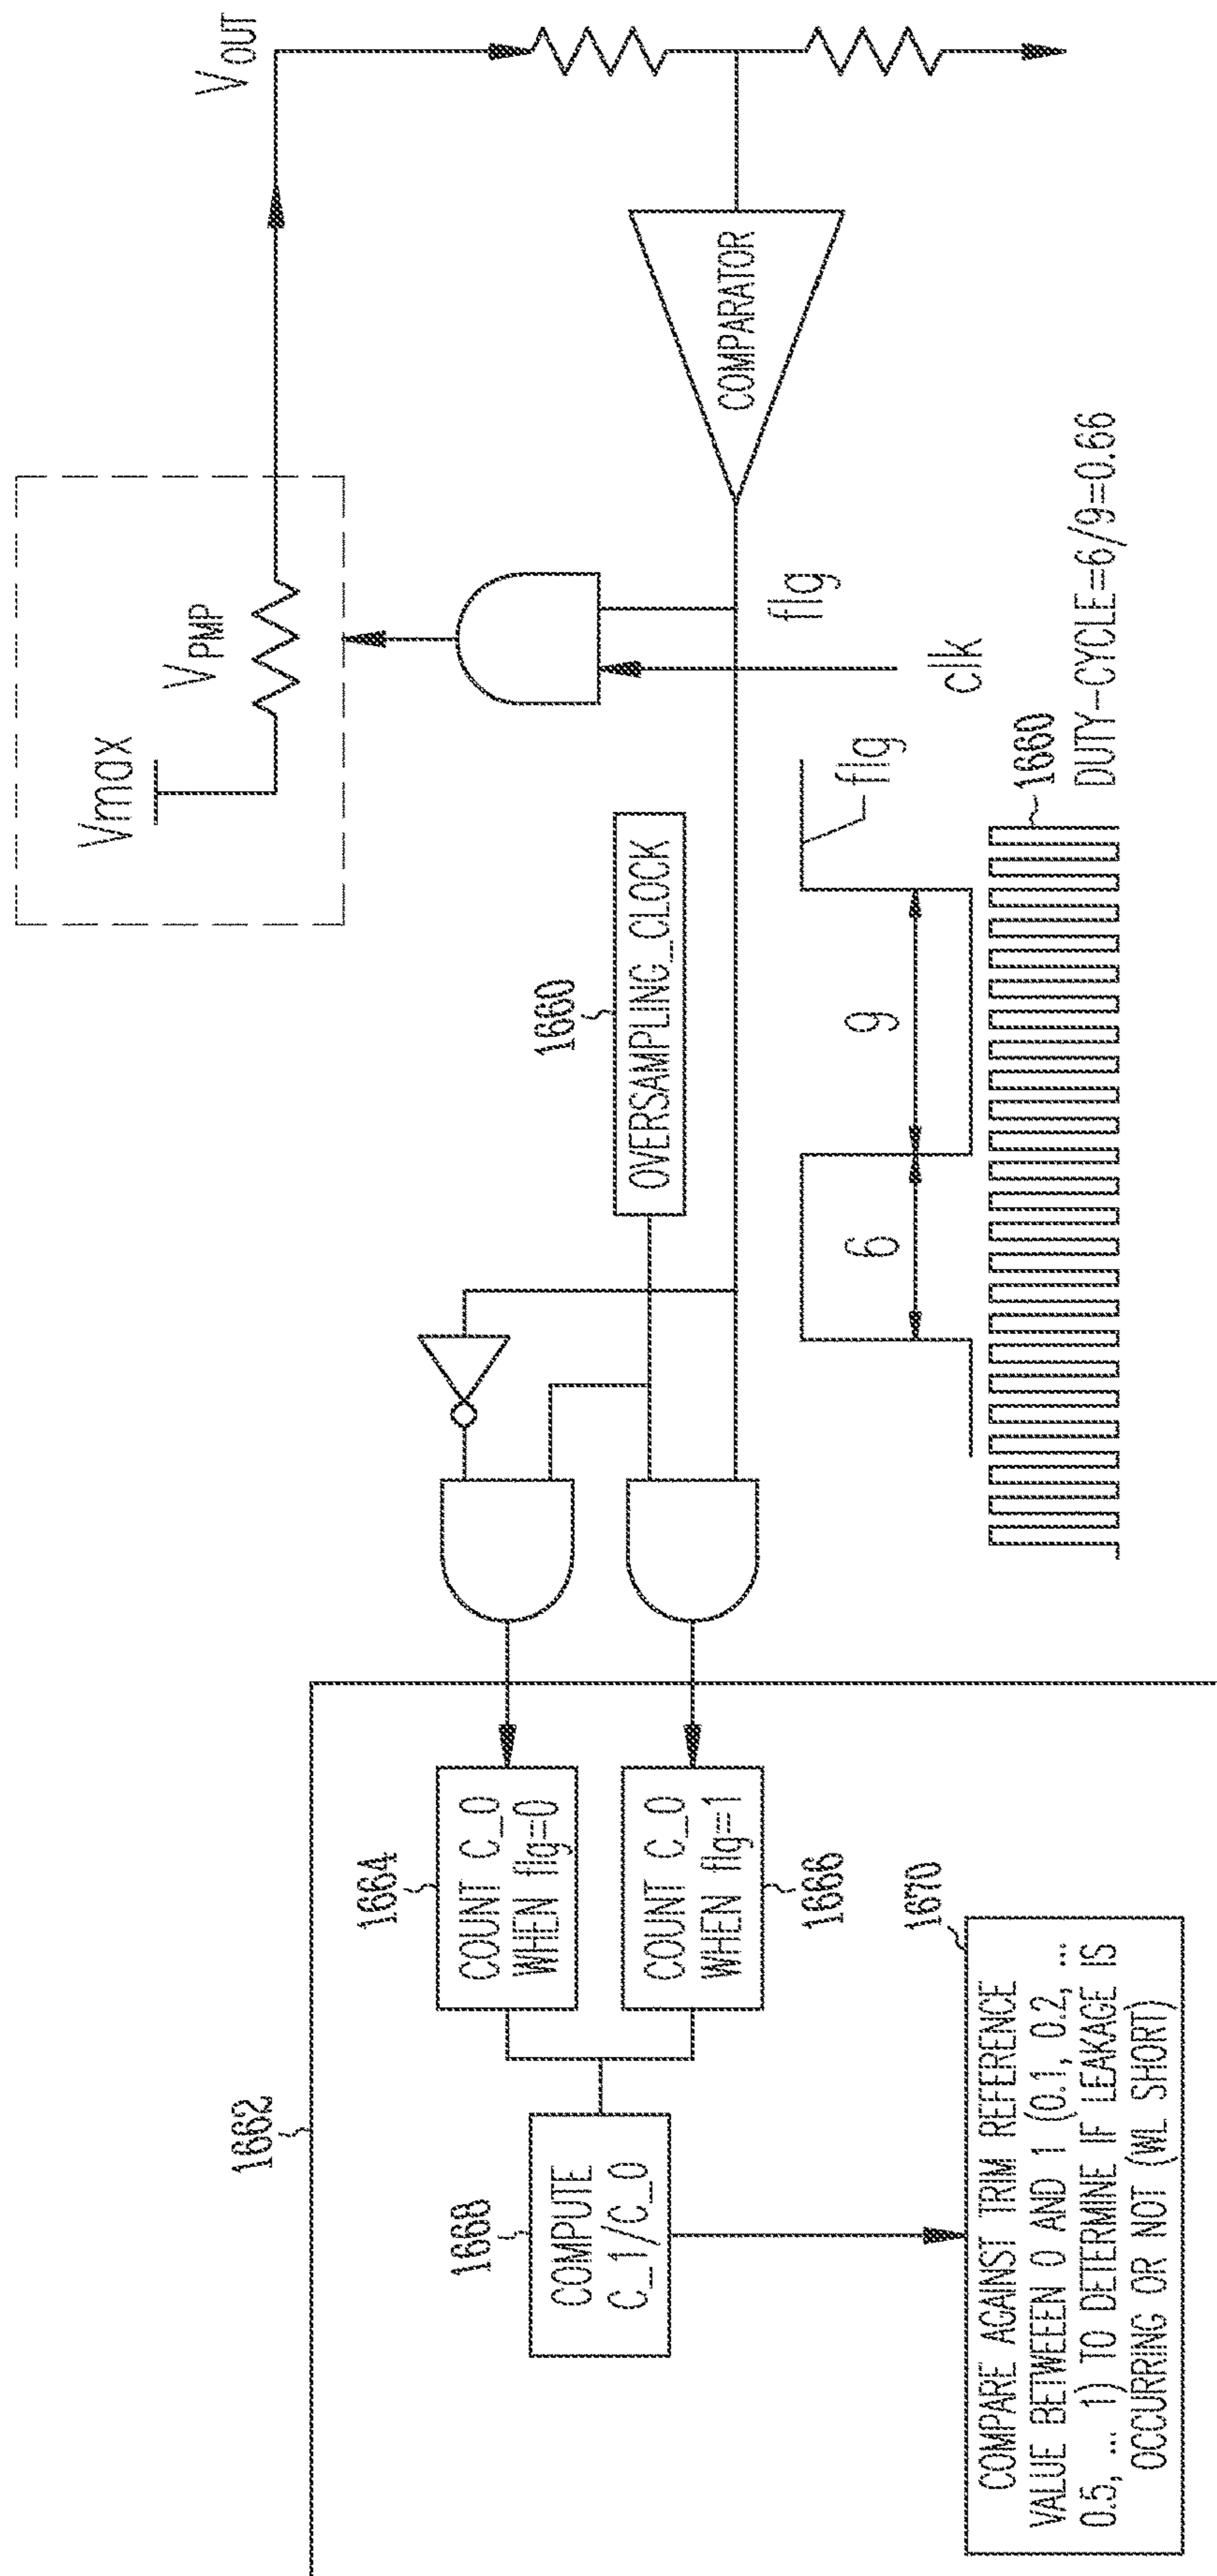 Vmax
VPMP
VOUT
COMPARATOR
flg
clk
1660
OVERSAMPLING_CLOCK
6
9
flg
1660
DUTY-CYCLE=6/9=0.66
1662
1664
COUNT C_0
WHEN flg=0
1666
COUNT C_0
WHEN flg=1
1668
COMPUTE
C_1/C_0
1670
COMPARE AGAINST TRIM REFERENCE
VALUE BETWEEN 0 AND 1 (0.1, 0.2, ...
0.5, ... 1) TO DETERMINE IF LEAKAGE IS
OCCURRING OR NOT (WL SHORT)